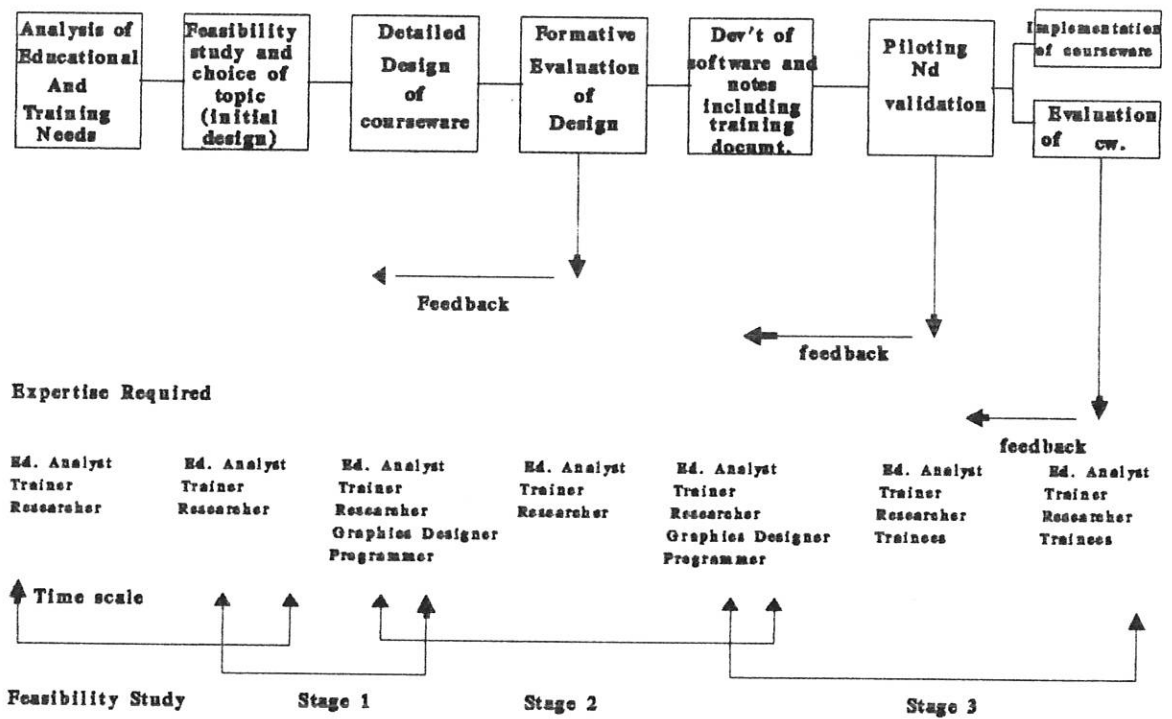 Analysis of
Educational
And
Training
Needs
Feasibility
study and
choice of
topic
(initial
design)
Detailed
Design
of
courseware
Formative
Evaluation
of
Design
Dev't of
software and
notes
including
training
documt.
Piloting
Nd
validation
Implementation
of courseware
Evaluation
of cw.
Feedback
feedback
feedback
Expertise Required
Ed. Analyst
Trainer
Researcher
Ed. Analyst
Trainer
Researcher
Ed. Analyst
Trainer
Researcher
Graphics Designer
Programmer
Ed. Analyst
Trainer
Researcher
Ed. Analyst
Trainer
Researcher
Graphics Designer
Programmer
Ed. Analyst
Trainer
Researcher
Trainees
Ed. Analyst
Trainer
Researcher
Trainees
Time scale
Feasibility Study
Stage 1
Stage 2
Stage 3